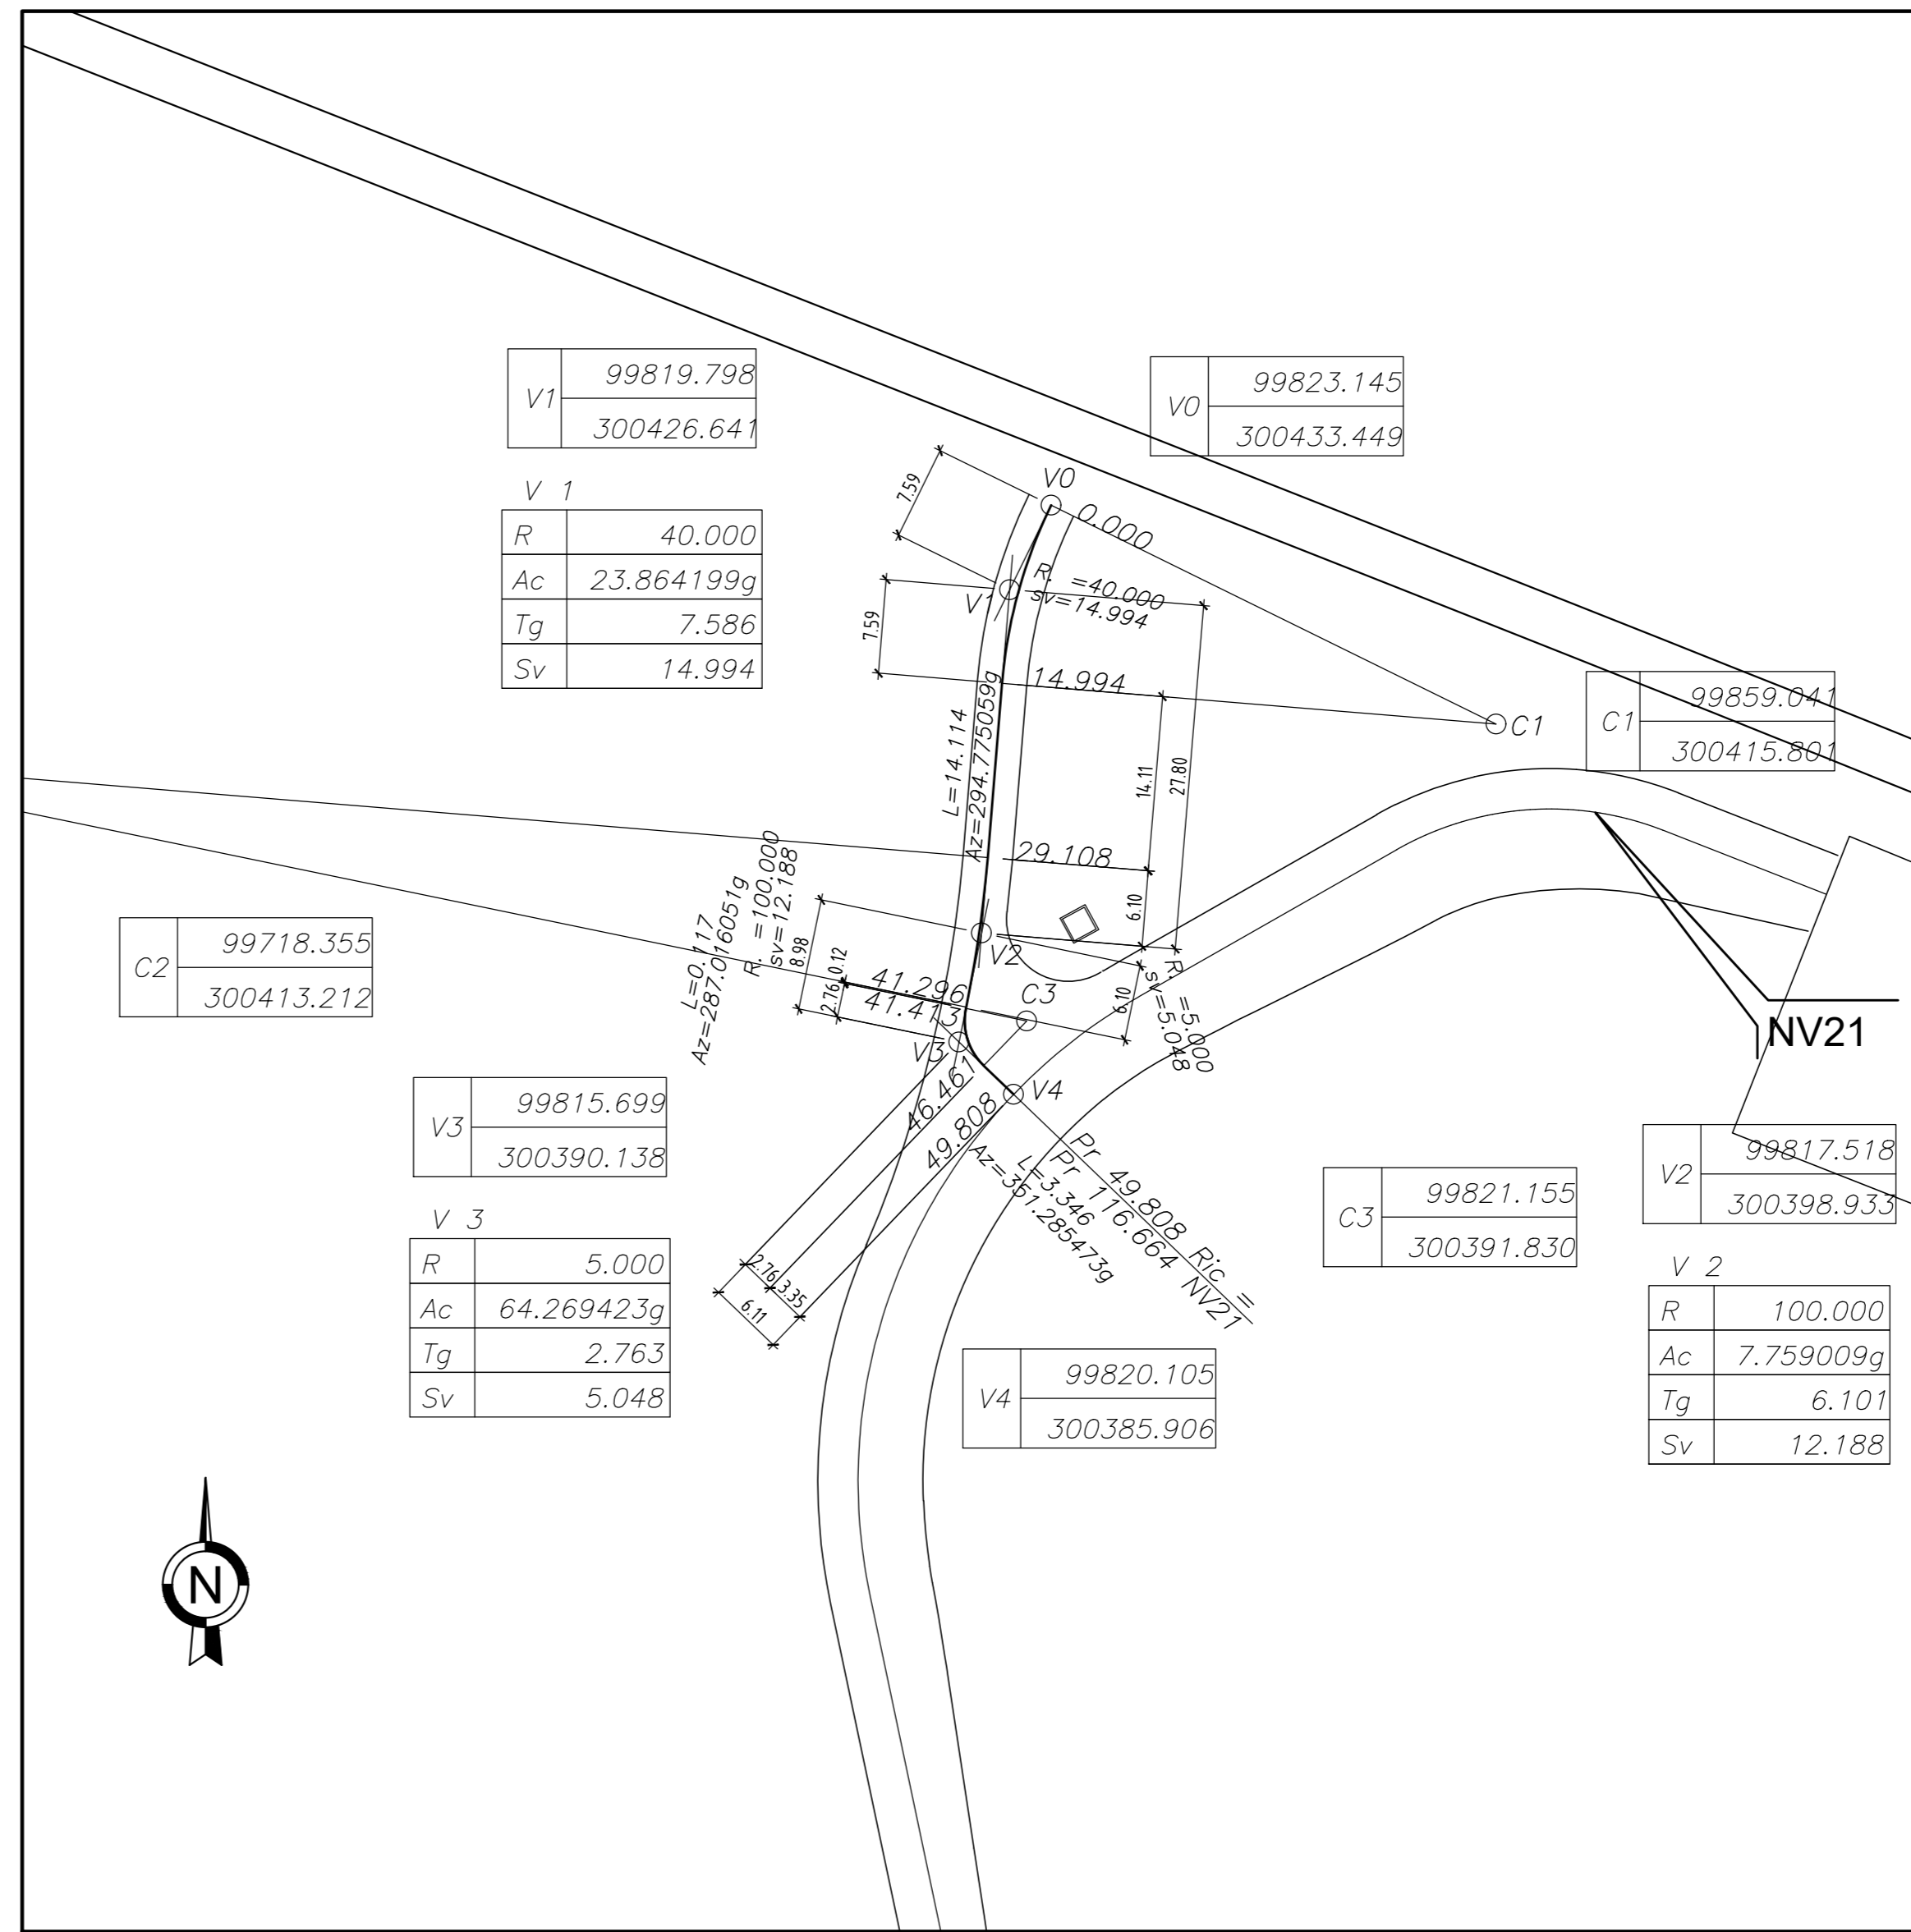 V1
99819.798
300426.641
V0
99823.145
300433.449
V 1
R 40.000
Ac 23.864199g
Tg 7.586
Sv 14.994
7.59
V0
0.000
V1
R. =40.000
sv=14.994
7.59
14.994
C1
C1
99859.041
300415.801
L=14.114
Az=294.775059g
14.11
27.80
29.108
C2
99718.355
300413.212
L=0.117
Az=287.016051g
R. =100.000
sv=12.188
8.98
2.76
0.12
6.10
V2
41.296
41.413
C3
6.10
R. =5.000
sv=5.048
NV21
V3
46.461
V4
49.808
Pr 49.808 Ric =
Pr 116.664 NV21
L=3.346
Az=351.285473g
V3
99815.699
300390.138
V2
99817.518
300398.933
C3
99821.155
300391.830
V 3
R 5.000
Ac 64.269423g
Tg 2.763
Sv 5.048
2.76
3.35
6.11
V 2
R 100.000
Ac 7.759009g
Tg 6.101
Sv 12.188
V4
99820.105
300385.906
N